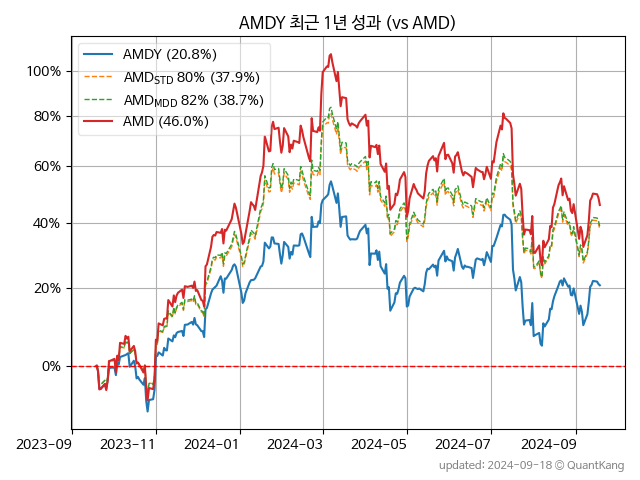 AMDY 최근 1년 성과 (vs AMD)
AMDY (20.8%)
AMD_STD 80% (37.9%)
AMD_MDD 82% (38.7%)
AMD (46.0%)
100%
80%
60%
40%
20%
0%
2023-09 2023-11 2024-01 2024-03 2024-05 2024-07 2024-09
updated: 2024-09-18 © QuantKang